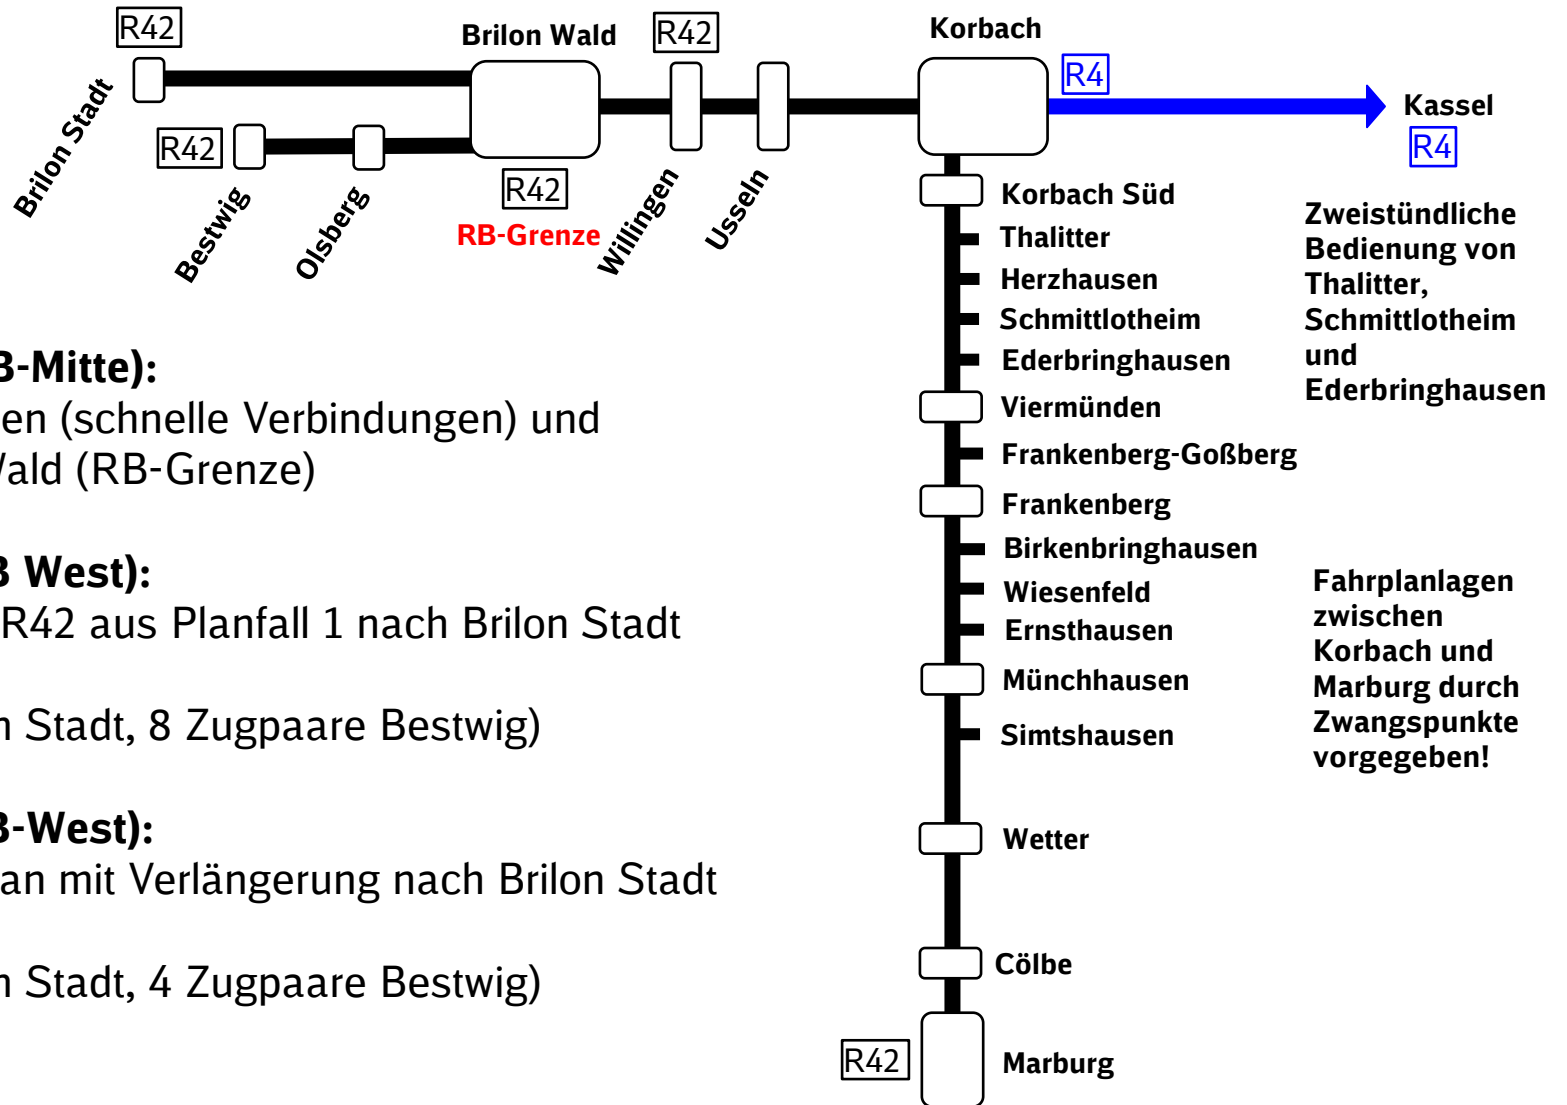 R42
Brilon Wald
R42
Korbach
R4
Kassel
R4
Brilon Stadt
R42
Bestwig
Olsberg
R42
RB-Grenze
Willingen
Usseln
Korbach Süd
Thalitter
Herzhausen
Schmittlotheim
Ederbringhausen
Viermünden
Frankenberg-Goßberg
Frankenberg
Birkenbringhausen
Wiesenfeld
Ernsthausen
Münchhausen
Simtshausen
Wetter
Cölbe
R42
Marburg
Zweistündliche
Bedienung von
Thalitter,
Schmittlotheim
und
Ederbringhausen
Fahrplanlagen
zwischen
Korbach und
Marburg durch
Zwangspunkte
vorgegeben!
B-Mitte):
en (schnelle Verbindungen) und
Wald (RB-Grenze)
B West):
R42 aus Planfall 1 nach Brilon Stadt
n Stadt, 8 Zugpaare Bestwig)
B-West):
an mit Verlängerung nach Brilon Stadt
n Stadt, 4 Zugpaare Bestwig)